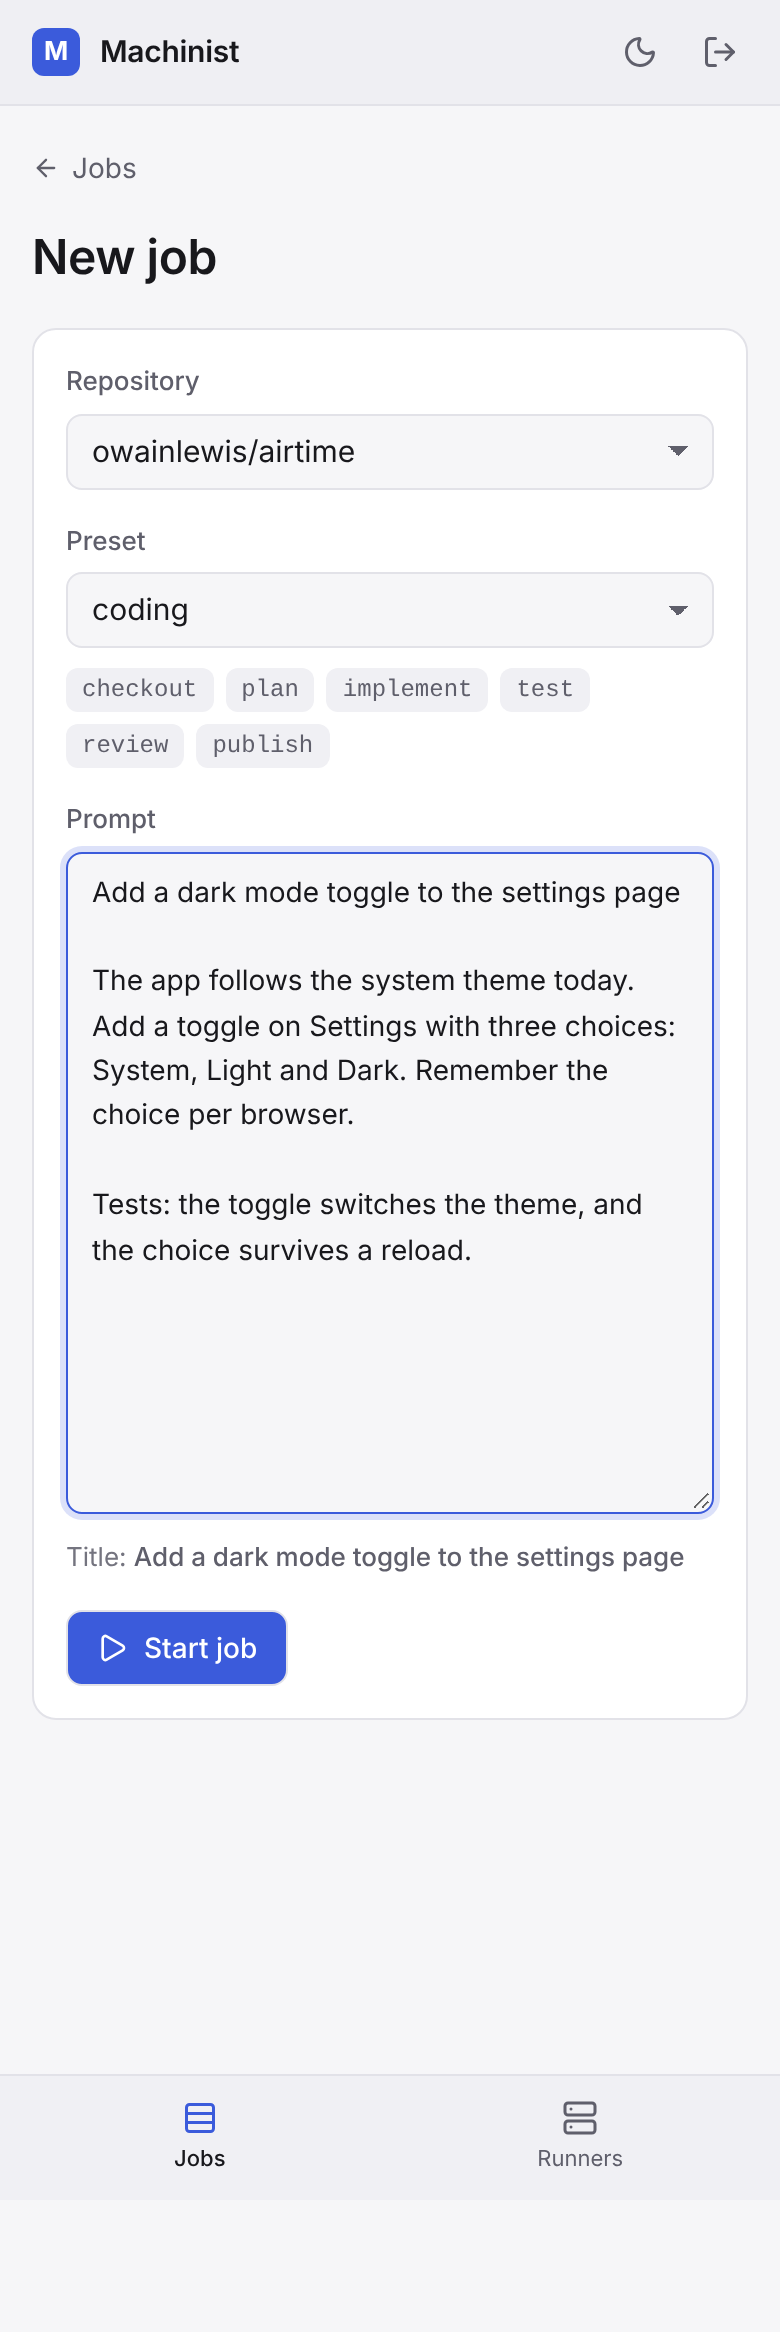 M Machinist
Jobs
New job
Repository
owainlewis/airtime
Preset
coding
checkout plan implement test
review publish
Prompt
Add a dark mode toggle to the settings page
The app follows the system theme today.
Add a toggle on Settings with three choices:
System, Light and Dark. Remember the
choice per browser.
Tests: the toggle switches the theme, and
the choice survives a reload.
Title: Add a dark mode toggle to the settings page
Start job
Jobs Runners